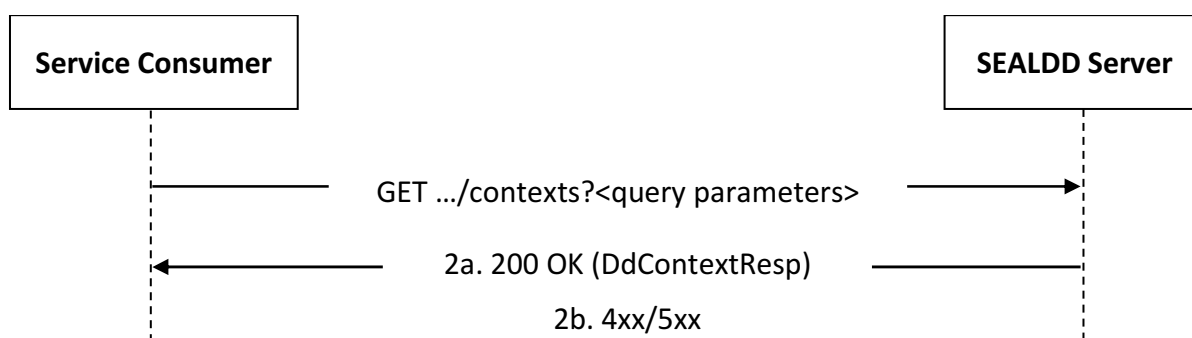 Service Consumer
SEALDD Server
GET …/contexts?<query parameters>
2a. 200 OK (DdContextResp)
2b. 4xx/5xx